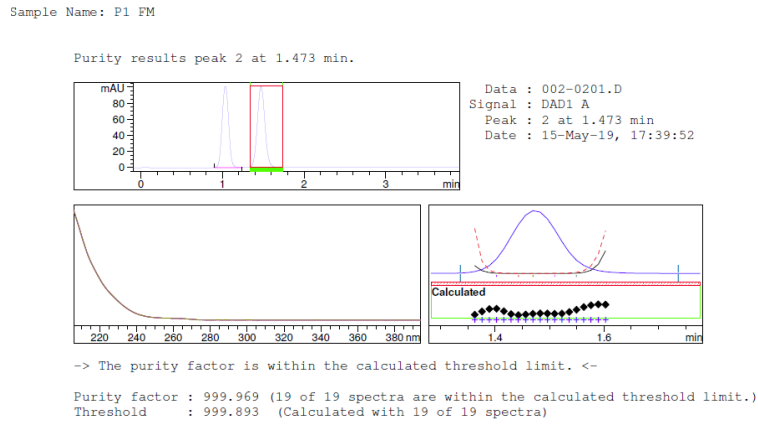 Sample Name: P1 FM
Purity results peak 2 at 1.473 min.
mAU
80
60
40
20
0
0 1 2 3 min
Data : 002-0201.D
Signal : DAD1 A
Peak : 2 at 1.473 min
Date : 15-May-19, 17:39:52
220 240 260 280 300 320 340 360 380 nm
Calculated
1.4 1.6 min
-> The purity factor is within the calculated threshold limit. <-
Purity factor : 999.969 (19 of 19 spectra are within the calculated threshold limit.)
Threshold : 999.893 (Calculated with 19 of 19 spectra)